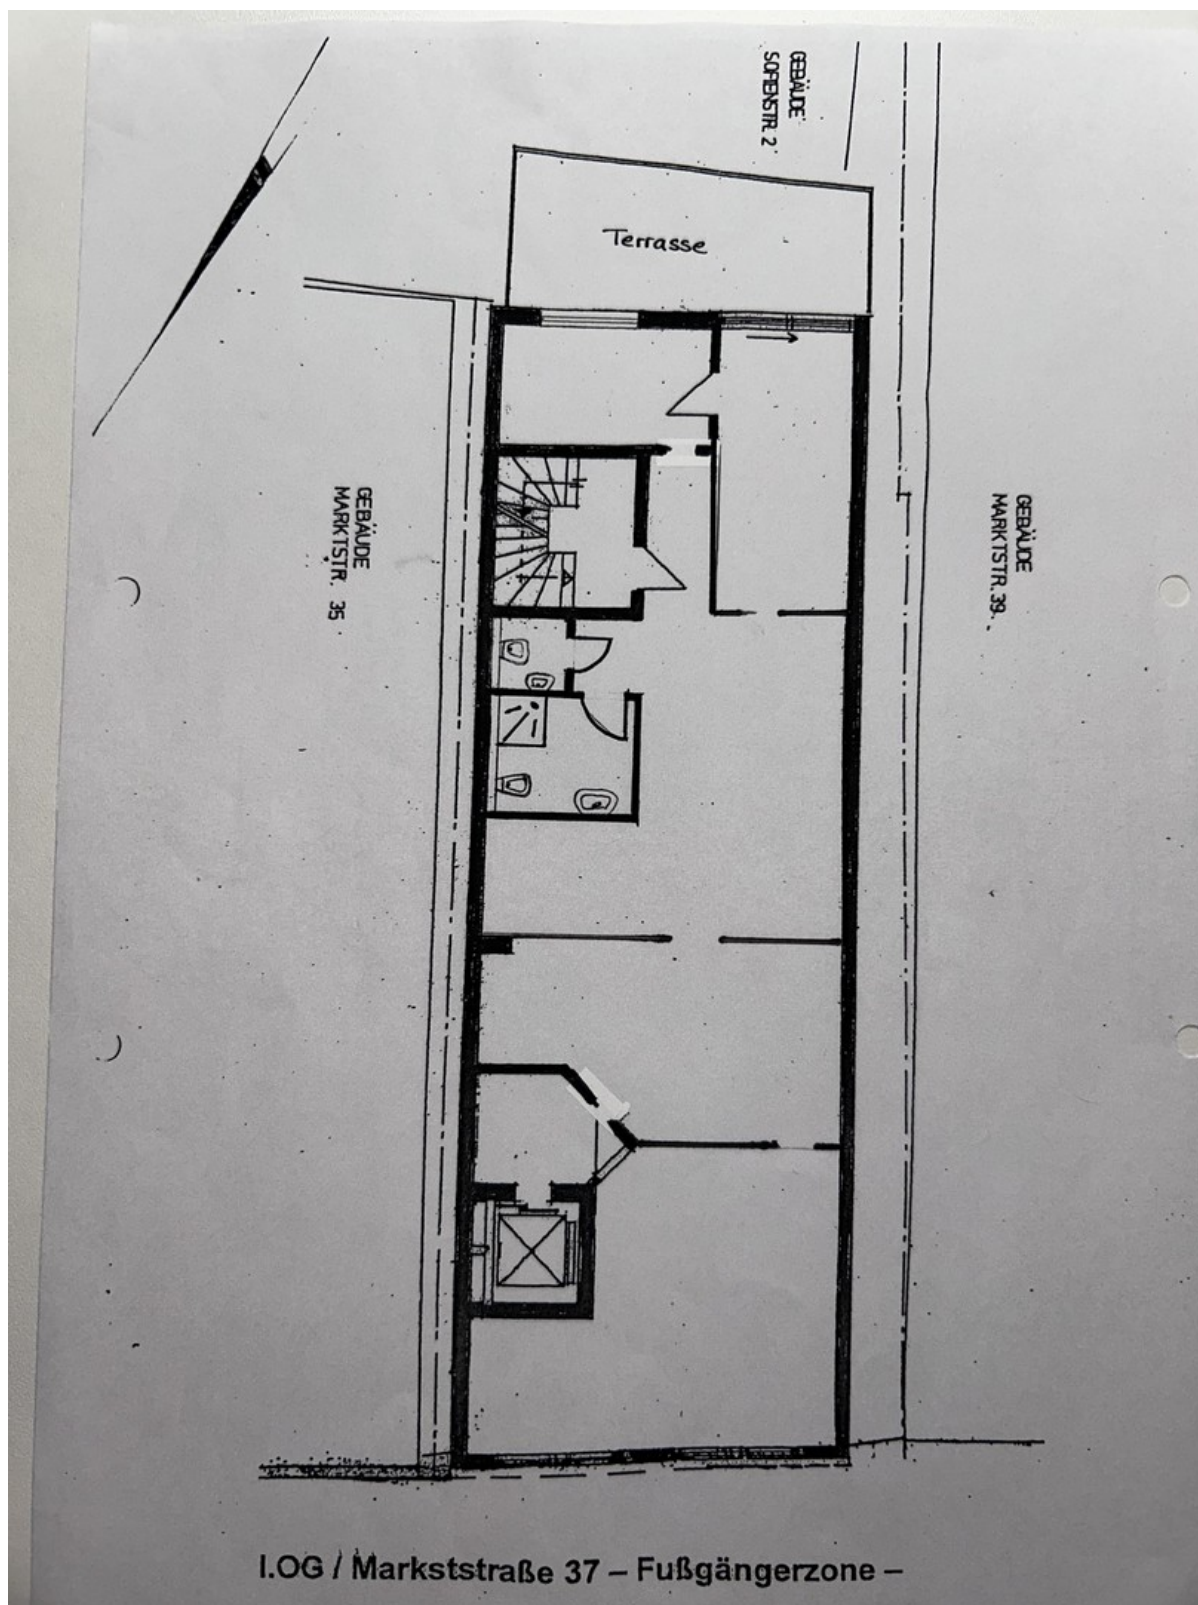 GEBÄUDE
SOFIENSTR. 2
Terrasse
GEBÄUDE
MARKTSTR. 35
GEBÄUDE
MARKTSTR. 39
I.OG / Markststraße 37 – Fußgängerzone –